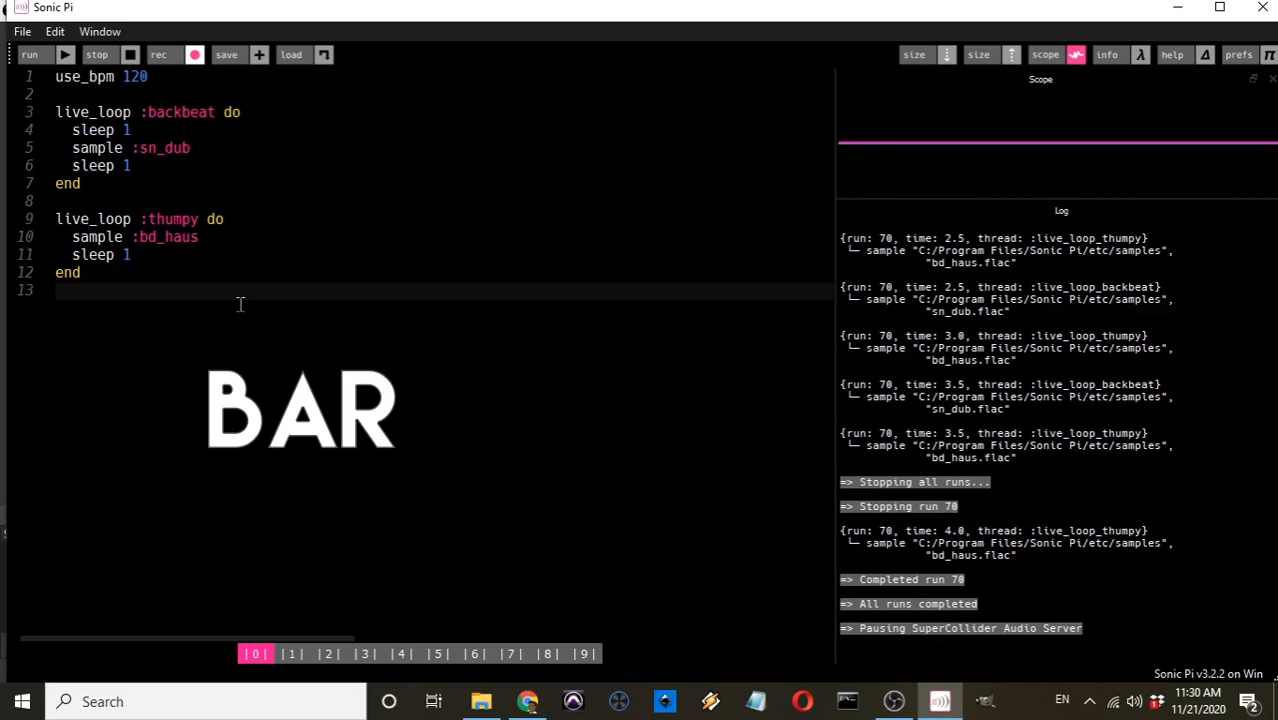 Sonic Pi
File Edit Window
run stop rec save load size size scope info help prefs
1 use_bpm 120
2
3 live_loop :backbeat do
4 sleep 1
5 sample :sn_dub
6 sleep 1
7 end
8
9 live_loop :thumpy do
10 sample :bd_haus
11 sleep 1
12 end
13
BAR
|0| |1| |2| |3| |4| |5| |6| |7| |8| |9|
Scope
Log
{run: 70, time: 2.5, thread: :live_loop_thumpy}
└─ sample "C:/Program Files/Sonic Pi/etc/samples",
"bd_haus.flac"
{run: 70, time: 2.5, thread: :live_loop_backbeat}
└─ sample "C:/Program Files/Sonic Pi/etc/samples",
"sn_dub.flac"
{run: 70, time: 3.0, thread: :live_loop_thumpy}
└─ sample "C:/Program Files/Sonic Pi/etc/samples",
"bd_haus.flac"
{run: 70, time: 3.5, thread: :live_loop_backbeat}
└─ sample "C:/Program Files/Sonic Pi/etc/samples",
"sn_dub.flac"
{run: 70, time: 3.5, thread: :live_loop_thumpy}
└─ sample "C:/Program Files/Sonic Pi/etc/samples",
"bd_haus.flac"
=> Stopping all runs...
=> Stopping run 70
{run: 70, time: 4.0, thread: :live_loop_thumpy}
└─ sample "C:/Program Files/Sonic Pi/etc/samples",
"bd_haus.flac"
=> Completed run 70
=> All runs completed
=> Pausing SuperCollider Audio Server
Sonic Pi v3.2.2 on Win
Search
EN
11:30 AM
11/21/2020
2